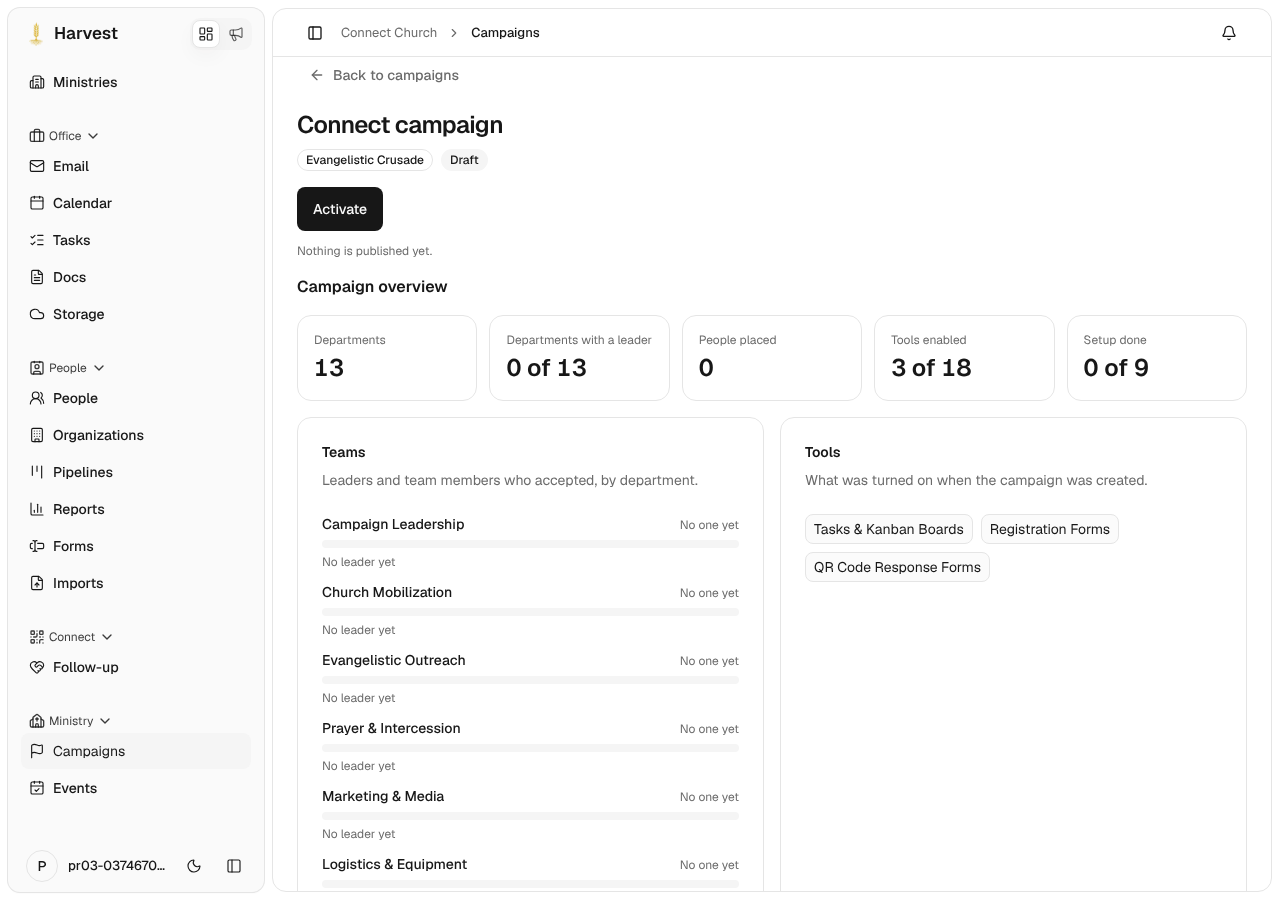 Harvest
Ministries
Office
Email
Calendar
Tasks
Docs
Storage
People
People
Organizations
Pipelines
Reports
Forms
Imports
Connect
Follow-up
Ministry
Campaigns
Events
P
pr03-0374670...
Connect Church
Campaigns
Back to campaigns
Connect campaign
Evangelistic Crusade
Draft
Activate
Nothing is published yet.
Campaign overview
Departments
13
Departments with a leader
0 of 13
People placed
0
Tools enabled
3 of 18
Setup done
0 of 9
Teams
Leaders and team members who accepted, by department.
Campaign Leadership
No one yet
No leader yet
Church Mobilization
No one yet
No leader yet
Evangelistic Outreach
No one yet
No leader yet
Prayer & Intercession
No one yet
No leader yet
Marketing & Media
No one yet
No leader yet
Logistics & Equipment
No one yet
Tools
What was turned on when the campaign was created.
Tasks & Kanban Boards
Registration Forms
QR Code Response Forms